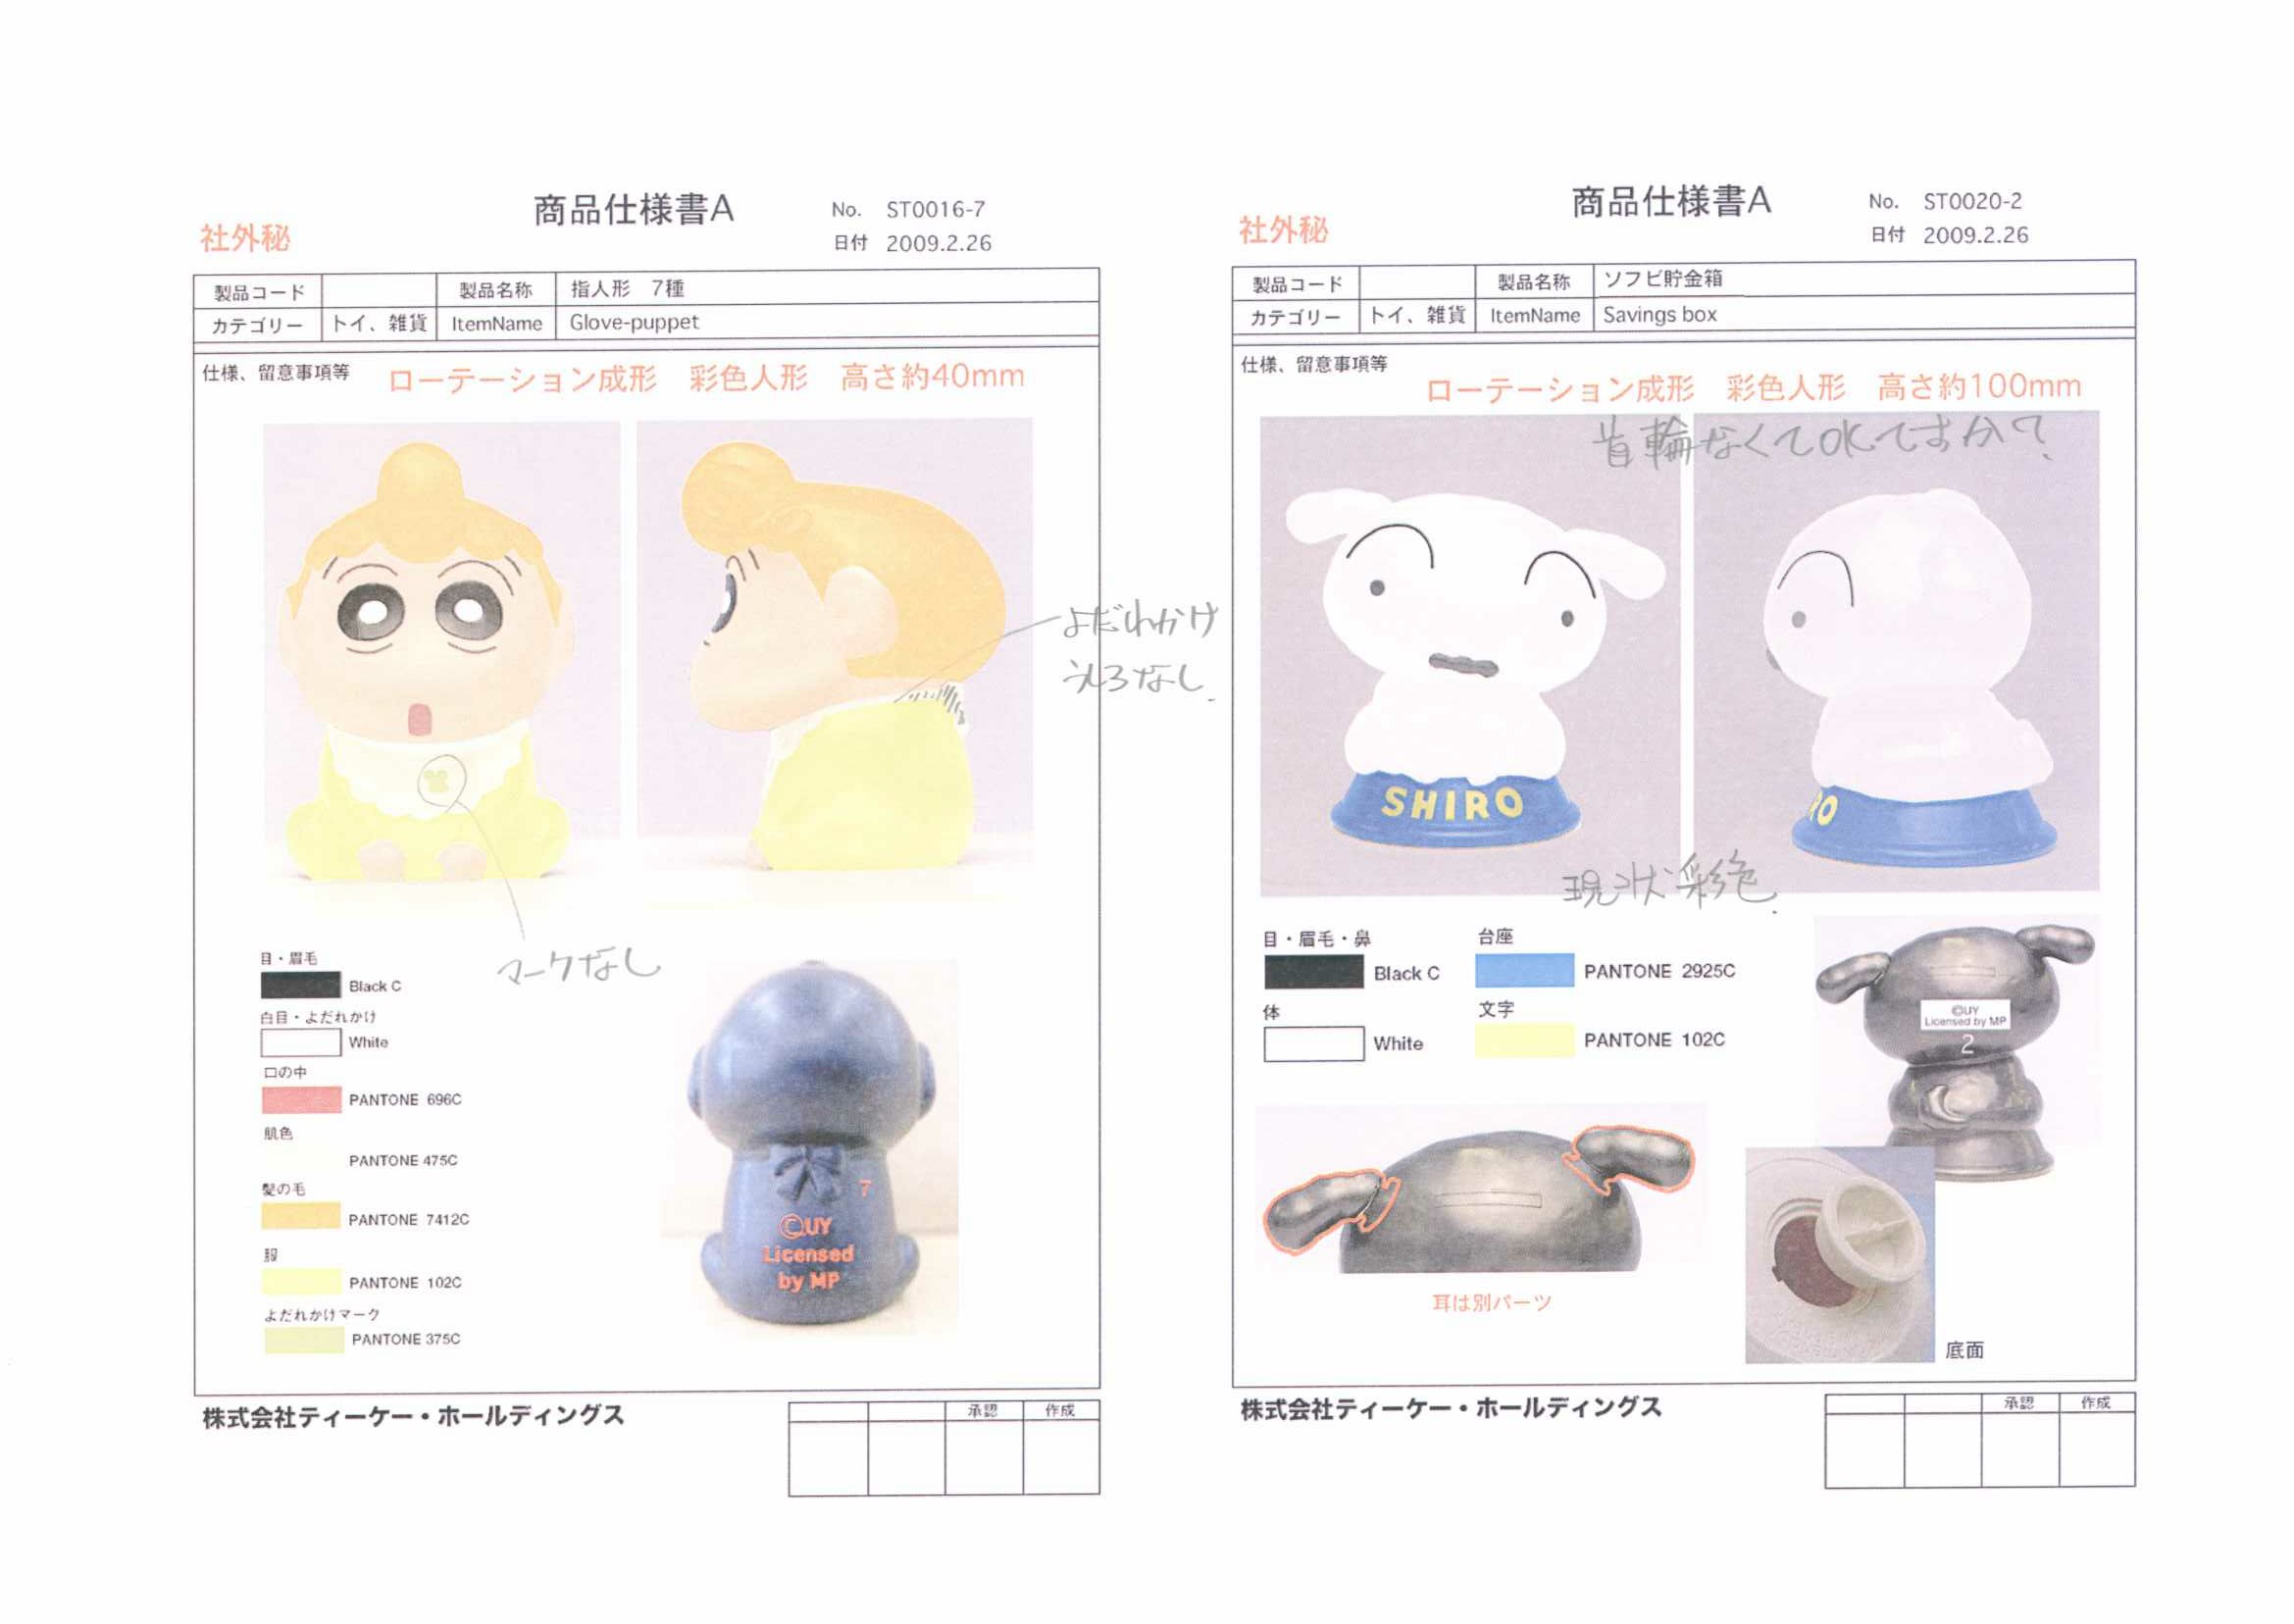 商品仕様書A
No. ST0016-7
社外秘
日付 2009.2.26
製品コード 製品名称 指人形 7種
カテゴリー トイ、雑貨 ItemName Glove-puppet
仕様、留意事項等
ローテーション成形 彩色人形 高さ約40mm
よだれかけ
うしろなし
マークなし
目・眉毛
Black C
白目・よだれかけ
White
口の中
PANTONE 696C
肌色
PANTONE 475C
髪の毛
PANTONE 7412C
服
PANTONE 102C
よだれかけマーク
PANTONE 375C
7
©UY
Licensed
by MP
株式会社ティーケー・ホールディングス
承認 作成
商品仕様書A
No. ST0020-2
社外秘
日付 2009.2.26
製品コード 製品名称 ソフビ貯金箱
カテゴリー トイ、雑貨 ItemName Savings box
仕様、留意事項等
ローテーション成形 彩色人形 高さ約100mm
首輪なくてOKですか?
SHIRO
RO
現状彩色.
目・眉毛・鼻
Black C
台座
PANTONE 2925C
体
White
文字
PANTONE 102C
©UY
Licensed by MP
2
耳は別パーツ
底面
株式会社ティーケー・ホールディングス
承認 作成